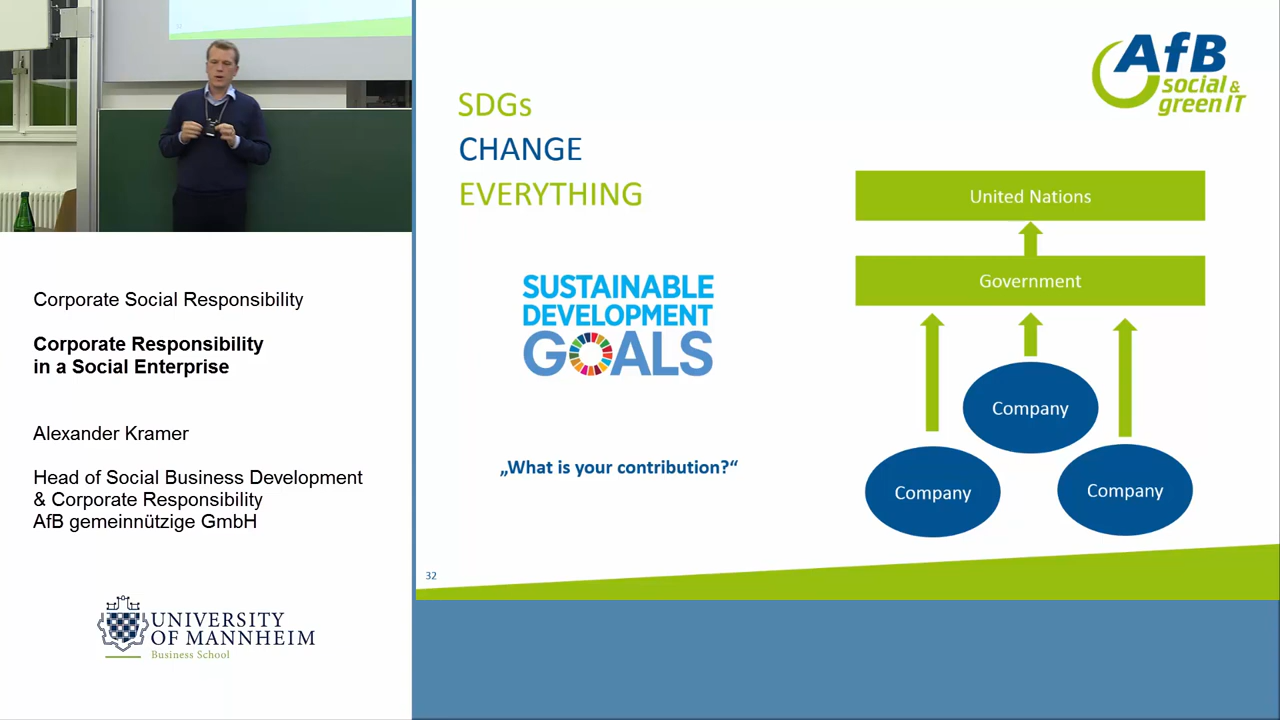 Corporate Social Responsibility
Corporate Responsibility
in a Social Enterprise
Alexander Kramer
Head of Social Business Development
& Corporate Responsibility
AfB gemeinnützige GmbH
UNIVERSITY
OF MANNHEIM
Business School
AfB
social &
green IT
SDGs
CHANGE
EVERYTHING
SUSTAINABLE
DEVELOPMENT
GOALS
„What is your contribution?“
United Nations
Government
Company
Company
Company
32